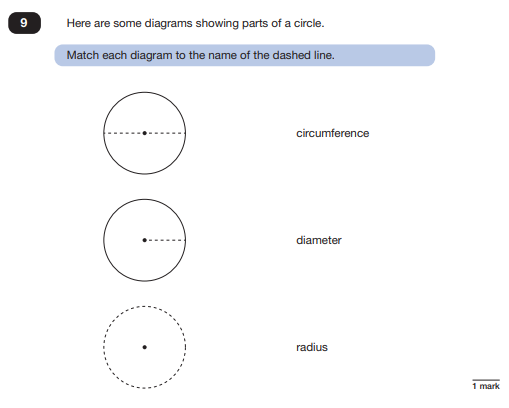 9 Here are some diagrams showing parts of a circle.
Match each diagram to the name of the dashed line.
circumference
diameter
radius
1 mark